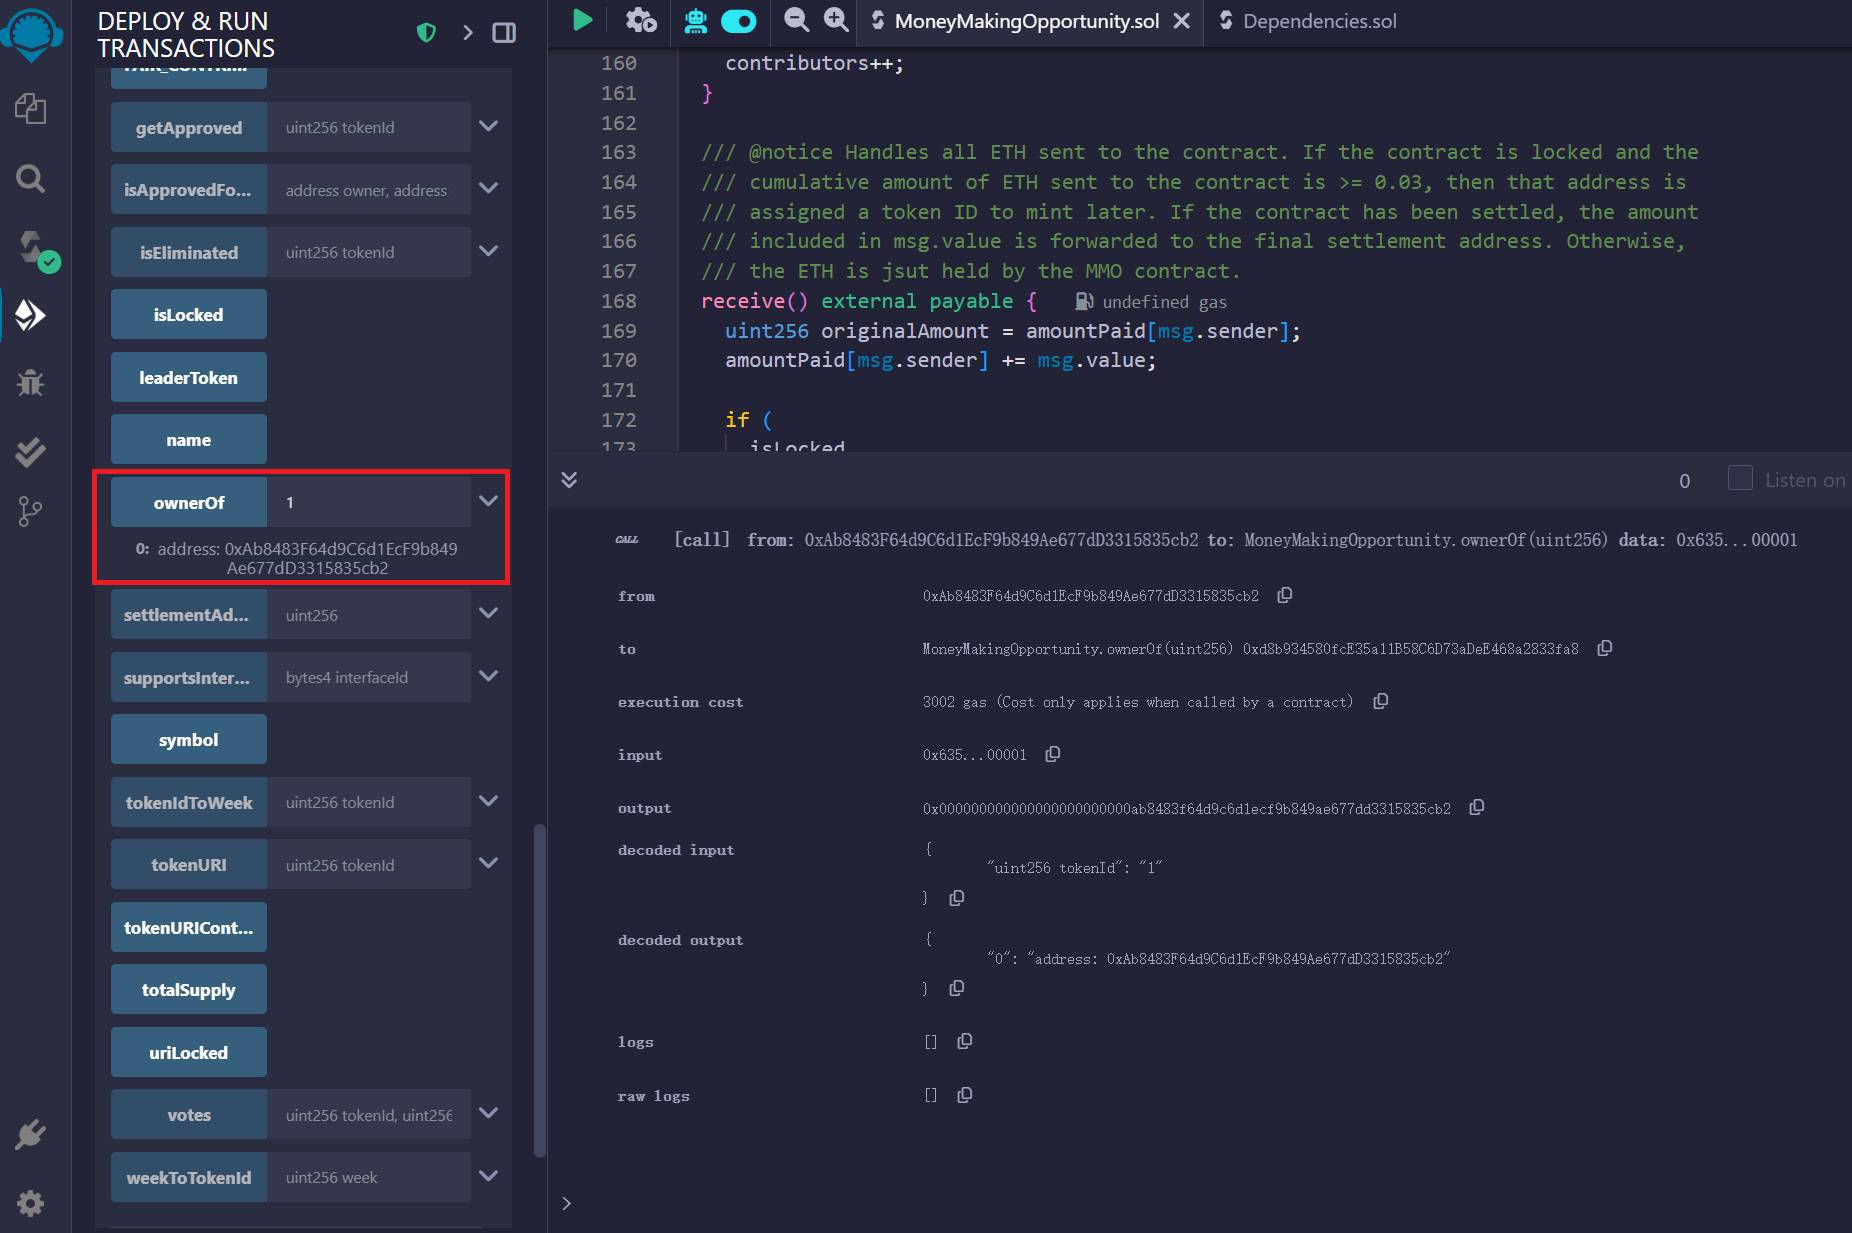 DEPLOY & RUN
TRANSACTIONS
getApproved uint256 tokenId
isApprovedFo... address owner, address
isEliminated uint256 tokenId
isLocked
leaderToken
name
ownerOf 1
0: address: 0xAb8483F64d9C6d1EcF9b849
Ae677dD3315835cb2
settlementAd... uint256
supportsInter... bytes4 interfaceId
symbol
tokenIdToWeek uint256 tokenId
tokenURI uint256 tokenId
tokenURICont...
totalSupply
uriLocked
votes uint256 tokenId, uint256
weekToTokenId uint256 week
MoneyMakingOpportunity.sol Dependencies.sol
160 contributors++;
161 }
162
163 /// @notice Handles all ETH sent to the contract. If the contract is locked and the
164 /// cumulative amount of ETH sent to the contract is >= 0.03, then that address is
165 /// assigned a token ID to mint later. If the contract has been settled, the amount
166 /// included in msg.value is forwarded to the final settlement address. Otherwise,
167 /// the ETH is jsut held by the MMO contract.
168 receive() external payable { undefined gas
169 uint256 originalAmount = amountPaid[msg.sender];
170 amountPaid[msg.sender] += msg.value;
171
172 if (
173 isLocked
0 Listen on
CALL [call] from: 0xAb8483F64d9C6d1EcF9b849Ae677dD3315835cb2 to: MoneyMakingOpportunity.ownerOf(uint256) data: 0x635...00001
from 0xAb8483F64d9C6d1EcF9b849Ae677dD3315835cb2
to MoneyMakingOpportunity.ownerOf(uint256) 0xd8b934580fcE35a11B58C6D73aDeE468a2833fa8
execution cost 3002 gas (Cost only applies when called by a contract)
input 0x635...00001
output 0x000000000000000000000000ab8483f64d9c6d1ecf9b849ae677dd3315835cb2
decoded input {
"uint256 tokenId": "1"
}
decoded output {
"0": "address: 0xAb8483F64d9C6d1EcF9b849Ae677dD3315835cb2"
}
logs []
raw logs []
>